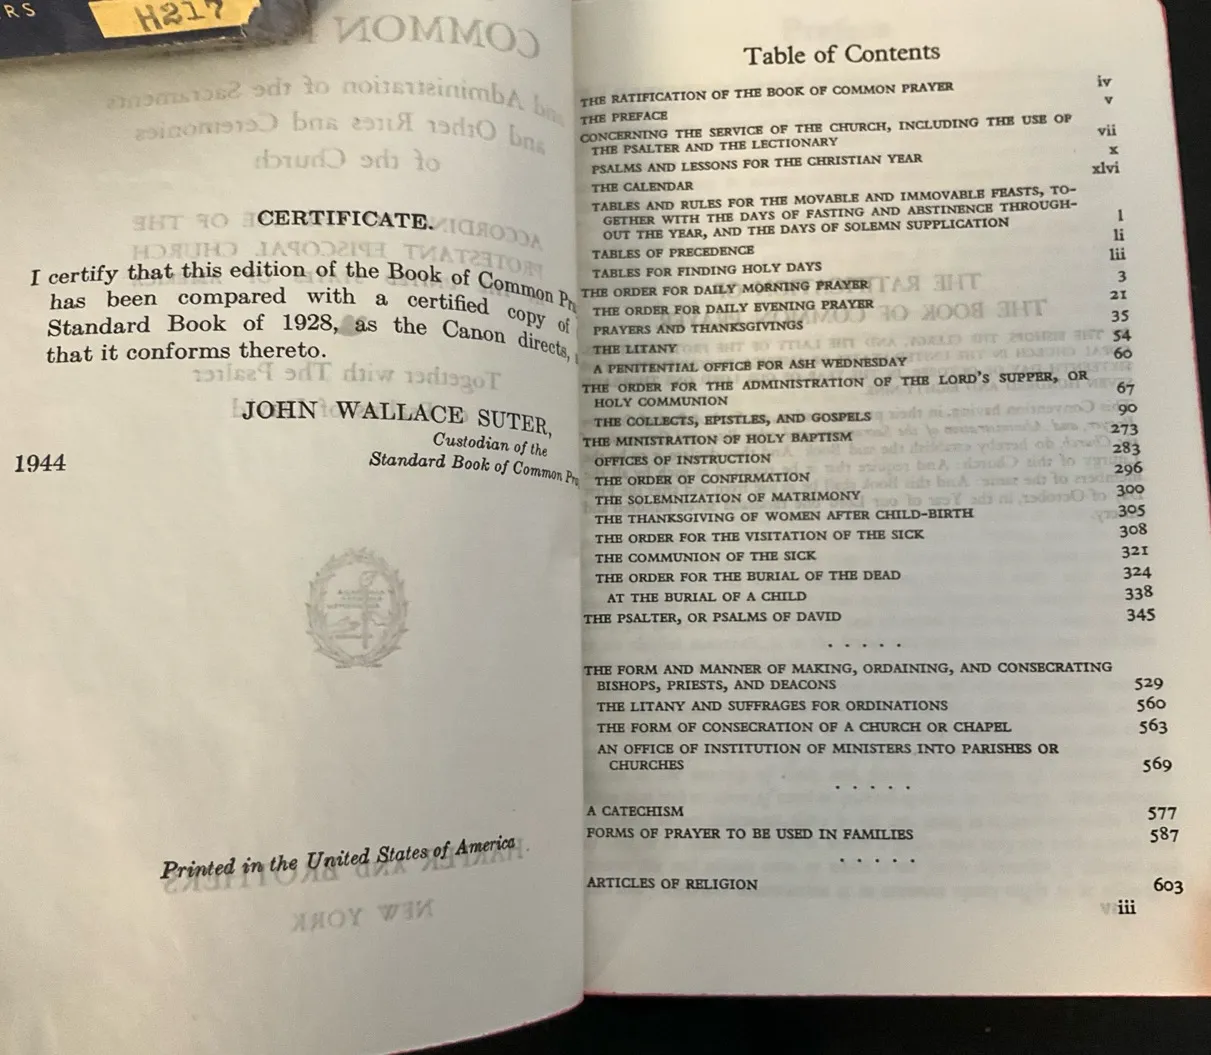 RS
H217
CERTIFICATE.
I certify that this edition of the Book of Common
has been compared with a certified copy of
Standard Book of 1928, as the Canon directs,
that it conforms thereto.
JOHN WALLACE SUTER,
Custodian of the
Standard Book of Common
1944
Printed in the United States of America
Table of Contents
THE RATIFICATION OF THE BOOK OF COMMON PRAYER iv
THE PREFACE v
CONCERNING THE SERVICE OF THE CHURCH, INCLUDING THE USE OF
THE PSALTER AND THE LECTIONARY vii
PSALMS AND LESSONS FOR THE CHRISTIAN YEAR x
THE CALENDAR xlvi
TABLES AND RULES FOR THE MOVABLE AND IMMOVABLE FEASTS, TO-
GETHER WITH THE DAYS OF FASTING AND ABSTINENCE THROUGH-
OUT THE YEAR, AND THE DAYS OF SOLEMN SUPPLICATION l
TABLES OF PRECEDENCE li
TABLES FOR FINDING HOLY DAYS lii
THE ORDER FOR DAILY MORNING PRAYER 3
THE ORDER FOR DAILY EVENING PRAYER 21
PRAYERS AND THANKSGIVINGS 35
THE LITANY 54
A PENITENTIAL OFFICE FOR ASH WEDNESDAY 60
THE ORDER FOR THE ADMINISTRATION OF THE LORD'S SUPPER, OR
HOLY COMMUNION 67
THE COLLECTS, EPISTLES, AND GOSPELS 90
THE MINISTRATION OF HOLY BAPTISM 273
OFFICES OF INSTRUCTION 283
THE ORDER OF CONFIRMATION 296
THE SOLEMNIZATION OF MATRIMONY 300
THE THANKSGIVING OF WOMEN AFTER CHILD-BIRTH 305
THE ORDER FOR THE VISITATION OF THE SICK 308
THE COMMUNION OF THE SICK 321
THE ORDER FOR THE BURIAL OF THE DEAD 324
AT THE BURIAL OF A CHILD 338
THE PSALTER, OR PSALMS OF DAVID 345
. . . . .
THE FORM AND MANNER OF MAKING, ORDAINING, AND CONSECRATING
BISHOPS, PRIESTS, AND DEACONS 529
THE LITANY AND SUFFRAGES FOR ORDINATIONS 560
THE FORM OF CONSECRATION OF A CHURCH OR CHAPEL 563
AN OFFICE OF INSTITUTION OF MINISTERS INTO PARISHES OR
CHURCHES 569
. . . . .
A CATECHISM 577
FORMS OF PRAYER TO BE USED IN FAMILIES 587
. . . . .
ARTICLES OF RELIGION 603
iii